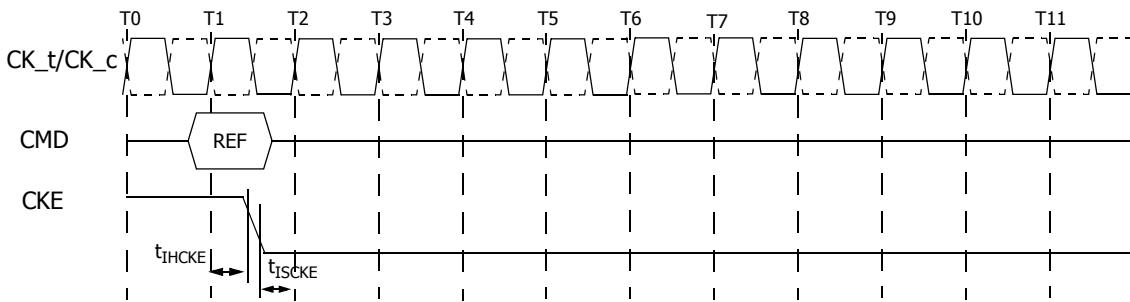 T0 T1 T2 T3 T4 T5 T6 T7 T8 T9 T10 T11
CK_t/CK_c
CMD REF
CKE
tIHCKE
tISCKE